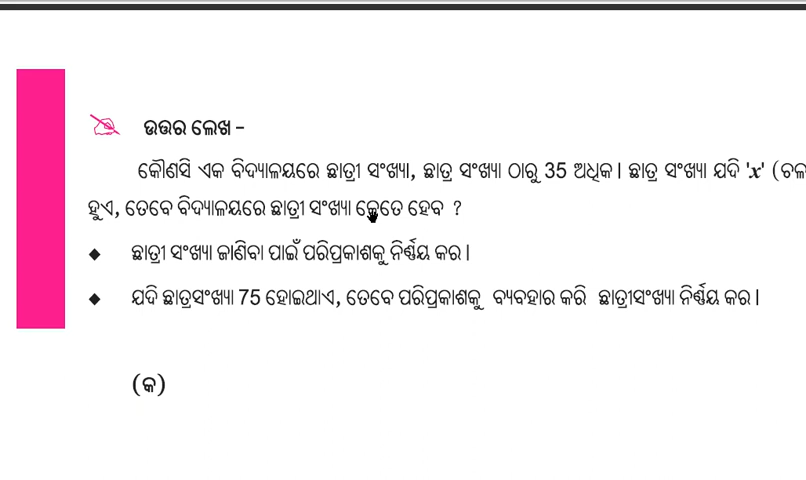 ଉତ୍ତର ଲେଖ –
କୌଣସି ଏକ ବିଦ୍ୟାଳୟରେ ଛାତ୍ରୀ ସଂଖ୍ୟା, ଛାତ୍ର ସଂଖ୍ୟା ଠାରୁ 35 ଅଧିକ। ଛାତ୍ର ସଂଖ୍ୟା ଯଦି 'x' (ଚଳ
ହୁଏ, ତେବେ ବିଦ୍ୟାଳୟରେ ଛାତ୍ରୀ ସଂଖ୍ୟା କେତେ ହେବ ?
◆ ଛାତ୍ରୀ ସଂଖ୍ୟା ଜାଣିବା ପାଇଁ ପରିପ୍ରକାଶକୁ ନିର୍ଣ୍ଣୟ କର।
◆ ଯଦି ଛାତ୍ରସଂଖ୍ୟା 75 ହୋଇଥାଏ, ତେବେ ପରିପ୍ରକାଶକୁ ବ୍ୟବହାର କରି ଛାତ୍ରୀସଂଖ୍ୟା ନିର୍ଣ୍ଣୟ କର।
(କ)